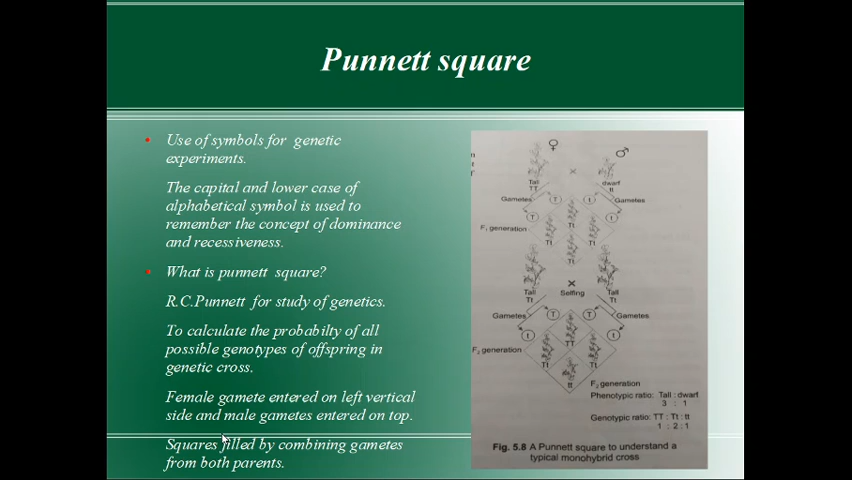 Punnett square
• Use of symbols for genetic
experiments.
The capital and lower case of
alphabetical symbol is used to
remember the concept of dominance
and recessiveness.
• What is punnett square?
R.C.Punnett for study of genetics.
To calculate the probabilty of all
possible genotypes of offspring in
genetic cross.
Female gamete entered on left vertical
side and male gametes entered on top.
Squares filled by combining gametes
from both parents.
♀ ♂
×
Tall dwarf
TT tt
Gametes T t Gametes
T Tt t
F₁ generation
Tt Tt
Tt
×
Tall Selfing Tall
Tt Tt
Gametes T T Gametes
t t
TT
F₂ generation
Tt Tt
tt
F₂ generation
Phenotypic ratio: Tall : dwarf
3 : 1
Genotypic ratio: TT : Tt : tt
1 : 2 : 1
Fig. 5.8 A Punnett square to understand a
typical monohybrid cross